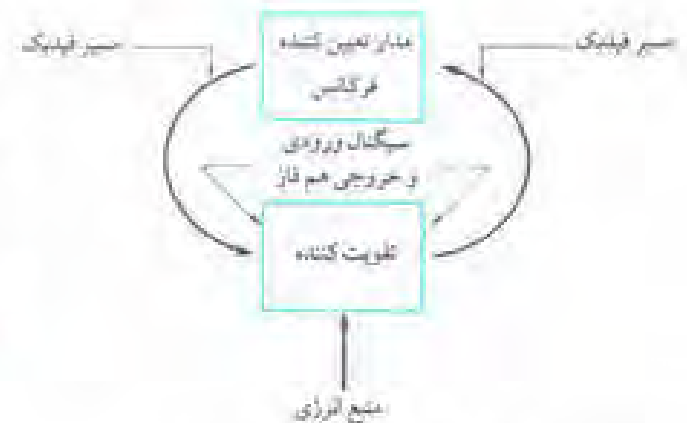 مسیر فیدبک
مدار تعیین کننده
فرکانس
مسیر فیدبک
سیگنال ورودی
و خروجی هم فاز
تقویت کننده
منبع انرژی